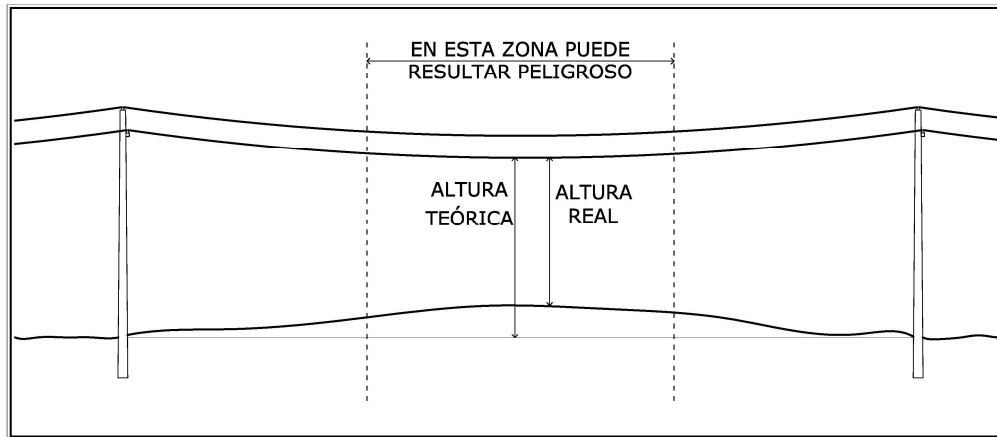 EN ESTA ZONA PUEDE
RESULTAR PELIGROSO
ALTURA
TEÓRICA
ALTURA
REAL